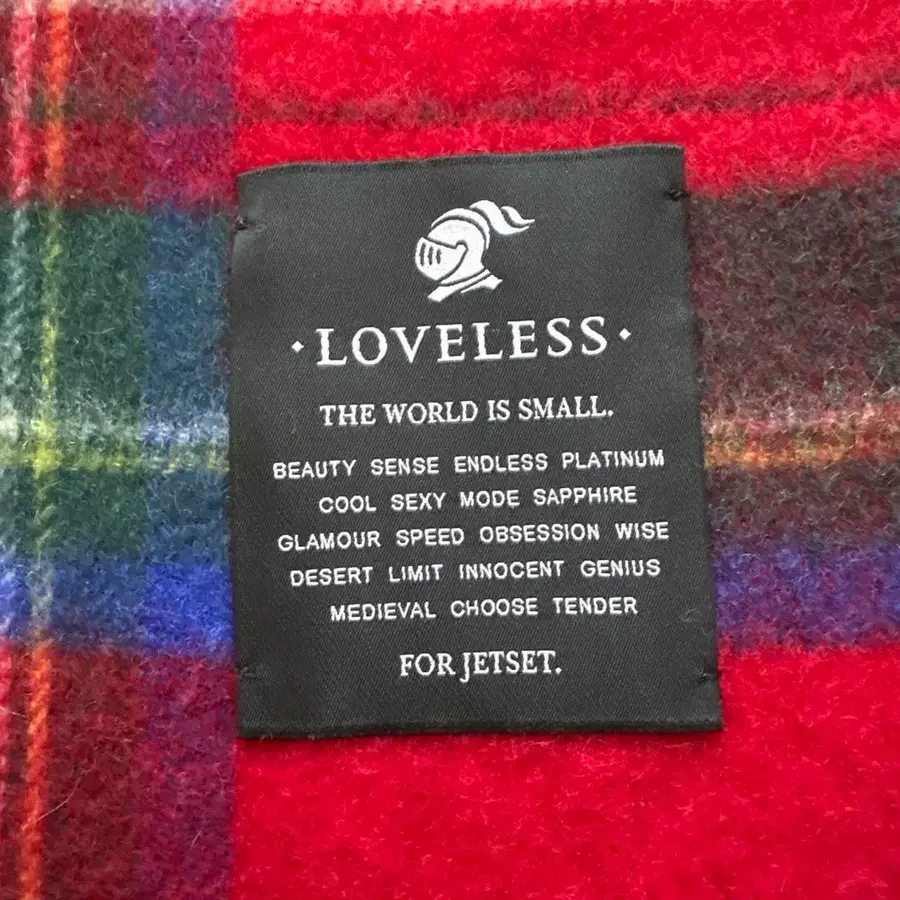 · LOVELESS ·
THE WORLD IS SMALL.
BEAUTY SENSE ENDLESS PLATINUM
COOL SEXY MODE SAPPHIRE
GLAMOUR SPEED OBSESSION WISE
DESERT LIMIT INNOCENT GENIUS
MEDIEVAL CHOOSE TENDER
FOR JETSET.